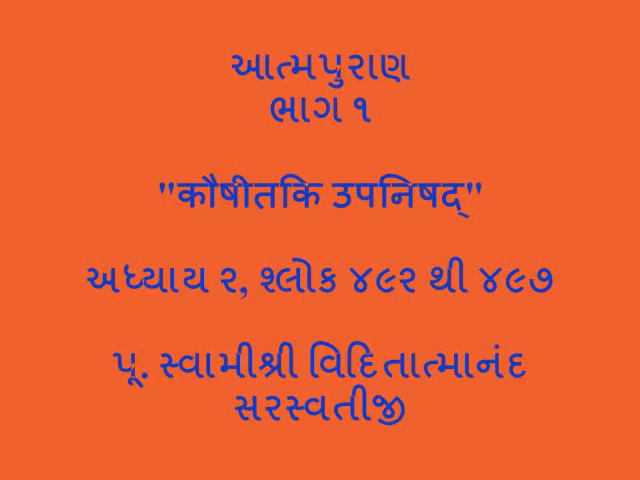 આત્મપુરાણ
ભાગ ૧
"कौषीतकि उपनिषद्"
અધ્યાય ૨, શ્લોક ૪૯૨ થી ૪૯૭
પૂ. સ્વામીશ્રી વિદિતાત્માનંદ
સરસ્વતીજી